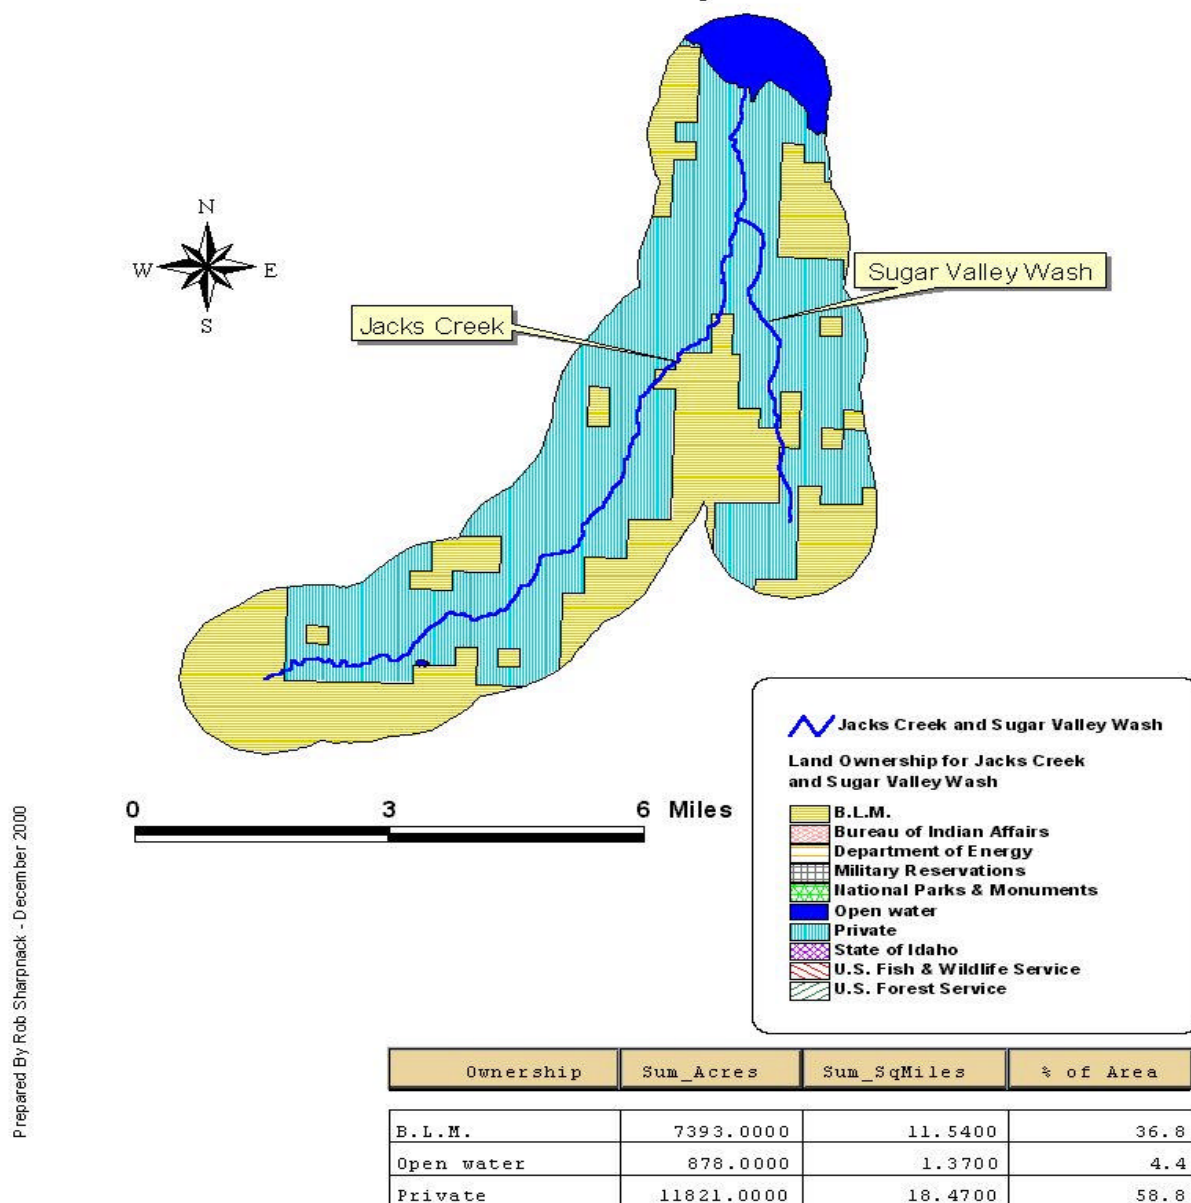 N
W E
S
Sugar Valley Wash
Jacks Creek
Jacks Creek and Sugar Valley Wash
Land Ownership for Jacks Creek
and Sugar Valley Wash
B.L.M.
Bureau of Indian Affairs
Department of Energy
Military Reservations
National Parks & Monuments
Open water
Private
State of Idaho
U.S. Fish & Wildlife Service
U.S. Forest Service
0 3 6 Miles
Prepared By Rob Sharpnack - December 2000
Ownership Sum_Acres Sum_SqMiles % of Area
B.L.M. 7393.0000 11.5400 36.8
Open water 878.0000 1.3700 4.4
Private 11821.0000 18.4700 58.8